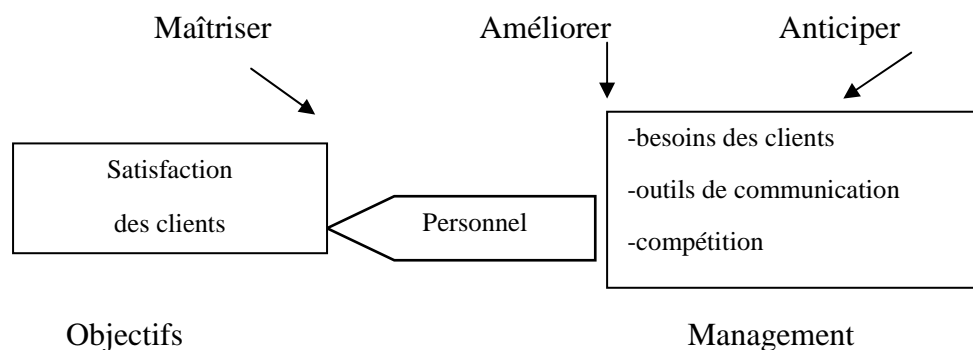 Maîtriser Améliorer Anticiper
Satisfaction
des clients
Personnel
-besoins des clients
-outils de communication
-compétition
Objectifs Management